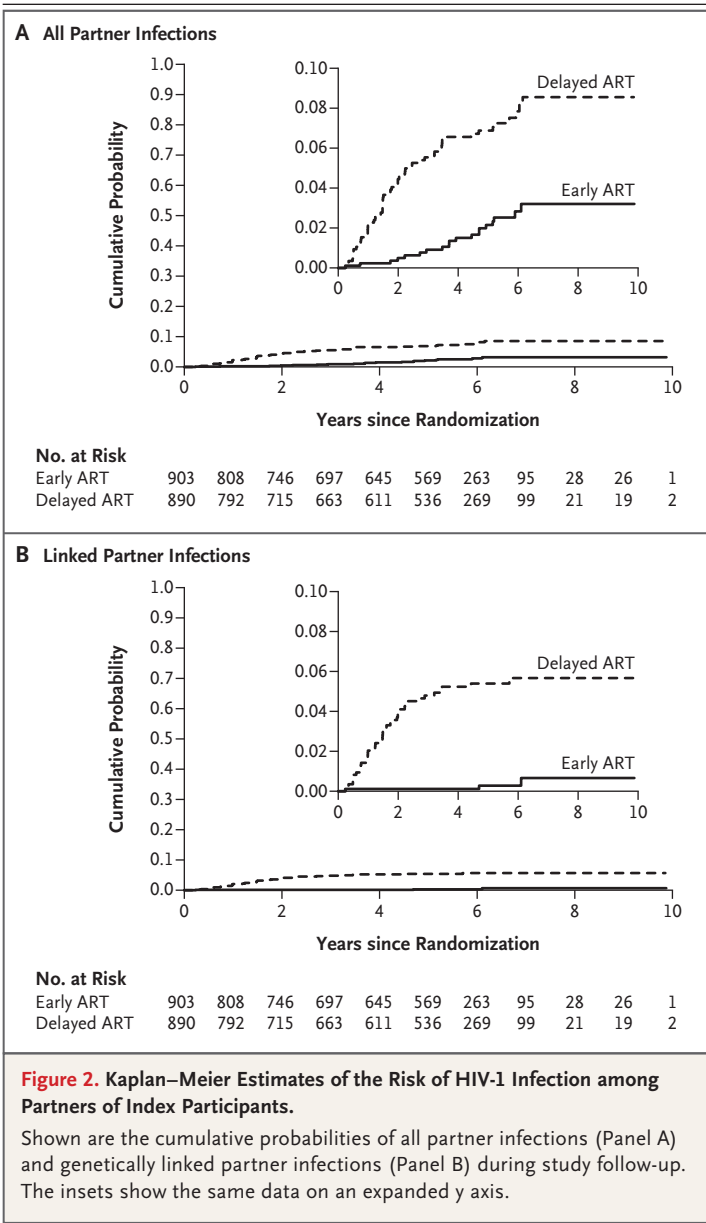 A All Partner Infections
1.0
0.9
0.8
0.7
0.6
0.5
0.4
0.3
0.2
0.1
0.0
Cumulative Probability
0.10
0.08
0.06
0.04
0.02
0.00
Delayed ART
Early ART
0 2 4 6 8 10
0 2 4 6 8 10
Years since Randomization
No. at Risk
Early ART 903 808 746 697 645 569 263 95 28 26 1
Delayed ART 890 792 715 663 611 536 269 99 21 19 2
B Linked Partner Infections
1.0
0.9
0.8
0.7
0.6
0.5
0.4
0.3
0.2
0.1
0.0
Cumulative Probability
0.10
0.08
0.06
0.04
0.02
0.00
Delayed ART
Early ART
0 2 4 6 8 10
0 2 4 6 8 10
Years since Randomization
No. at Risk
Early ART 903 808 746 697 645 569 263 95 28 26 1
Delayed ART 890 792 715 663 611 536 269 99 21 19 2
Figure 2. Kaplan–Meier Estimates of the Risk of HIV-1 Infection among
Partners of Index Participants.
Shown are the cumulative probabilities of all partner infections (Panel A)
and genetically linked partner infections (Panel B) during study follow-up.
The insets show the same data on an expanded y axis.